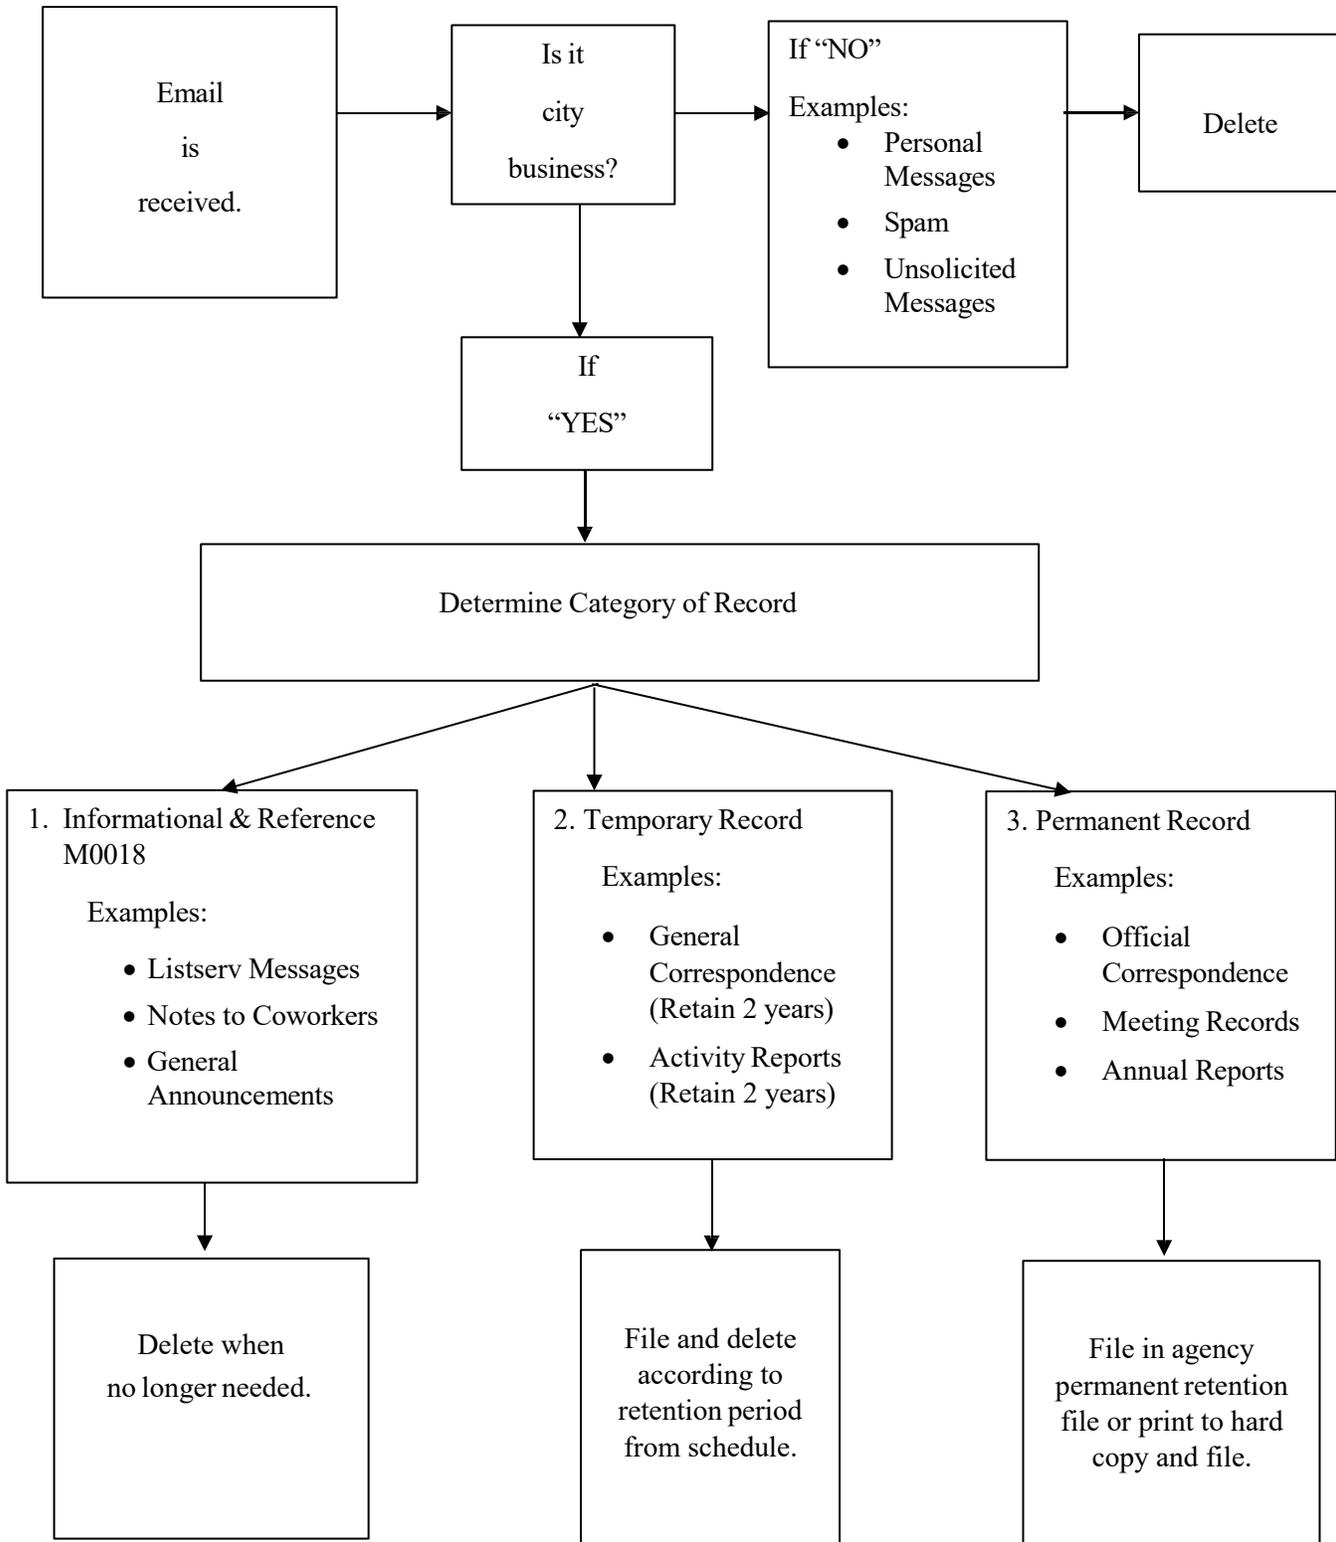 Email
is
received.
Is it
city
business?
If “NO”
Examples:
• Personal
Messages
• Spam
• Unsolicited
Messages
Delete
If
“YES”
Determine Category of Record
1. Informational & Reference
M0018
Examples:
• Listserv Messages
• Notes to Coworkers
• General
Announcements
2. Temporary Record
Examples:
• General
Correspondence
(Retain 2 years)
• Activity Reports
(Retain 2 years)
3. Permanent Record
Examples:
• Official
Correspondence
• Meeting Records
• Annual Reports
Delete when
no longer needed.
File and delete
according to
retention period
from schedule.
File in agency
permanent retention
file or print to hard
copy and file.